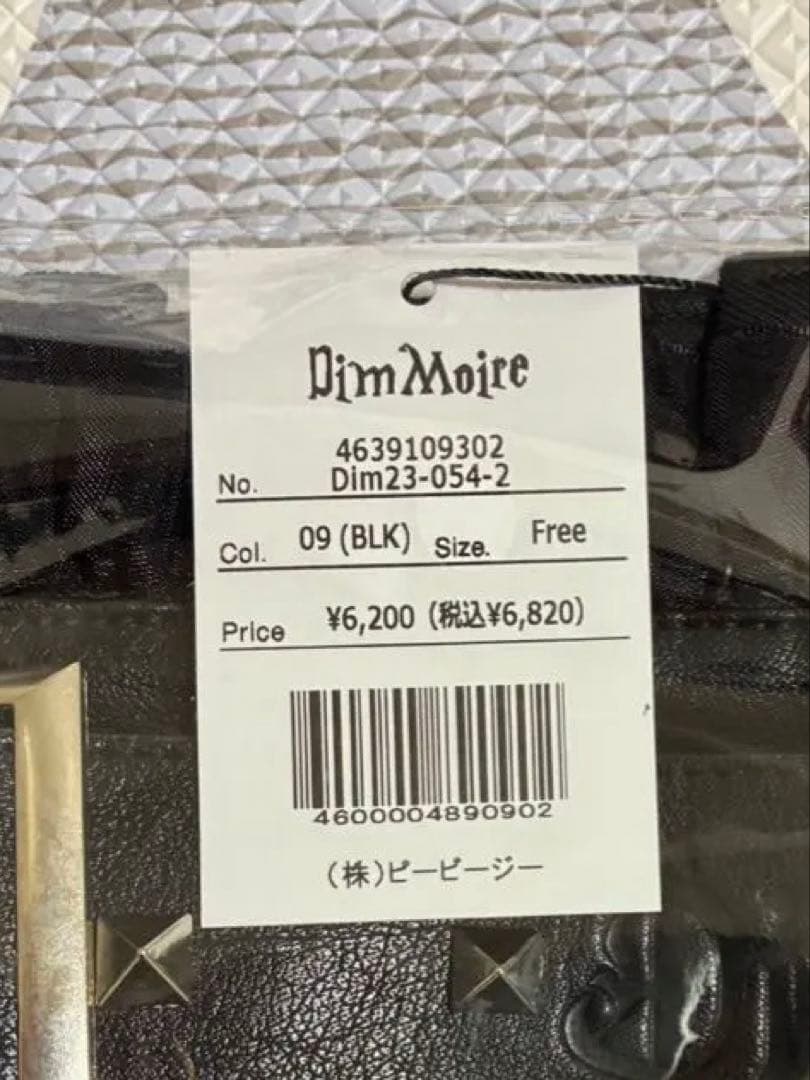 Dim Moire
4639109302
No. Dim23-054-2
Col. 09 (BLK) Size. Free
Price ¥6,200 (税込¥6,820)
4600004890902
(株)ピーピージー